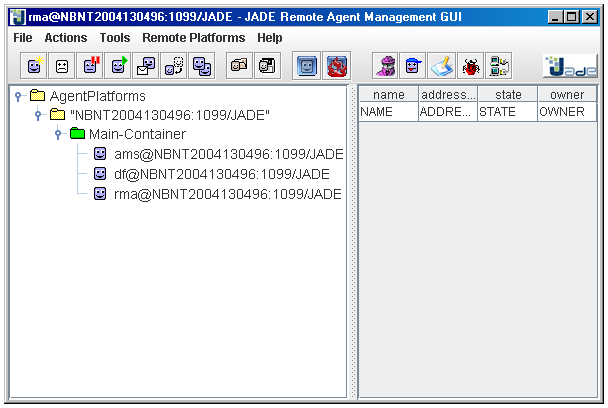 rma@NBNT2004130496:1099/JADE - JADE Remote Agent Management GUI
File Actions Tools Remote Platforms Help
Jade
AgentPlatforms
"NBNT2004130496:1099/JADE"
Main-Container
ams@NBNT2004130496:1099/JADE
df@NBNT2004130496:1099/JADE
rma@NBNT2004130496:1099/JADE
name address... state owner
NAME ADDRE... STATE OWNER